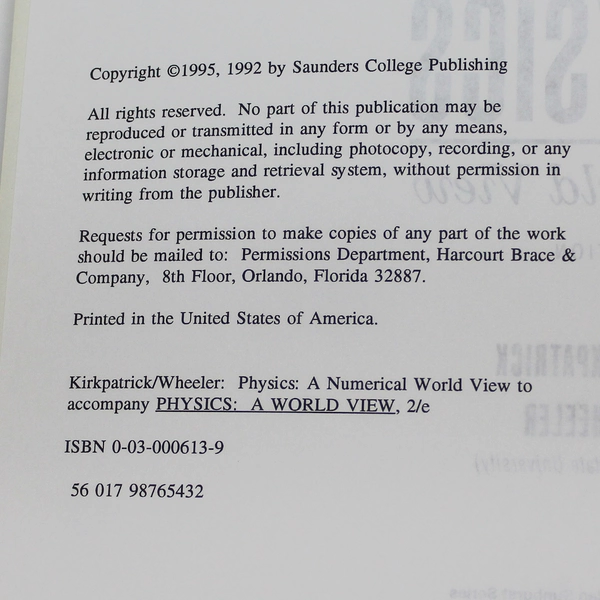 Copyright ©1995, 1992 by Saunders College Publishing
All rights reserved. No part of this publication may be
reproduced or transmitted in any form or by any means,
electronic or mechanical, including photocopy, recording, or any
information storage and retrieval system, without permission in
writing from the publisher.
Requests for permission to make copies of any part of the work
should be mailed to: Permissions Department, Harcourt Brace &
Company, 8th Floor, Orlando, Florida 32887.
Printed in the United States of America.
Kirkpatrick/Wheeler: Physics: A Numerical World View to
accompany PHYSICS: A WORLD VIEW, 2/e
ISBN 0-03-000613-9
56 017 98765432